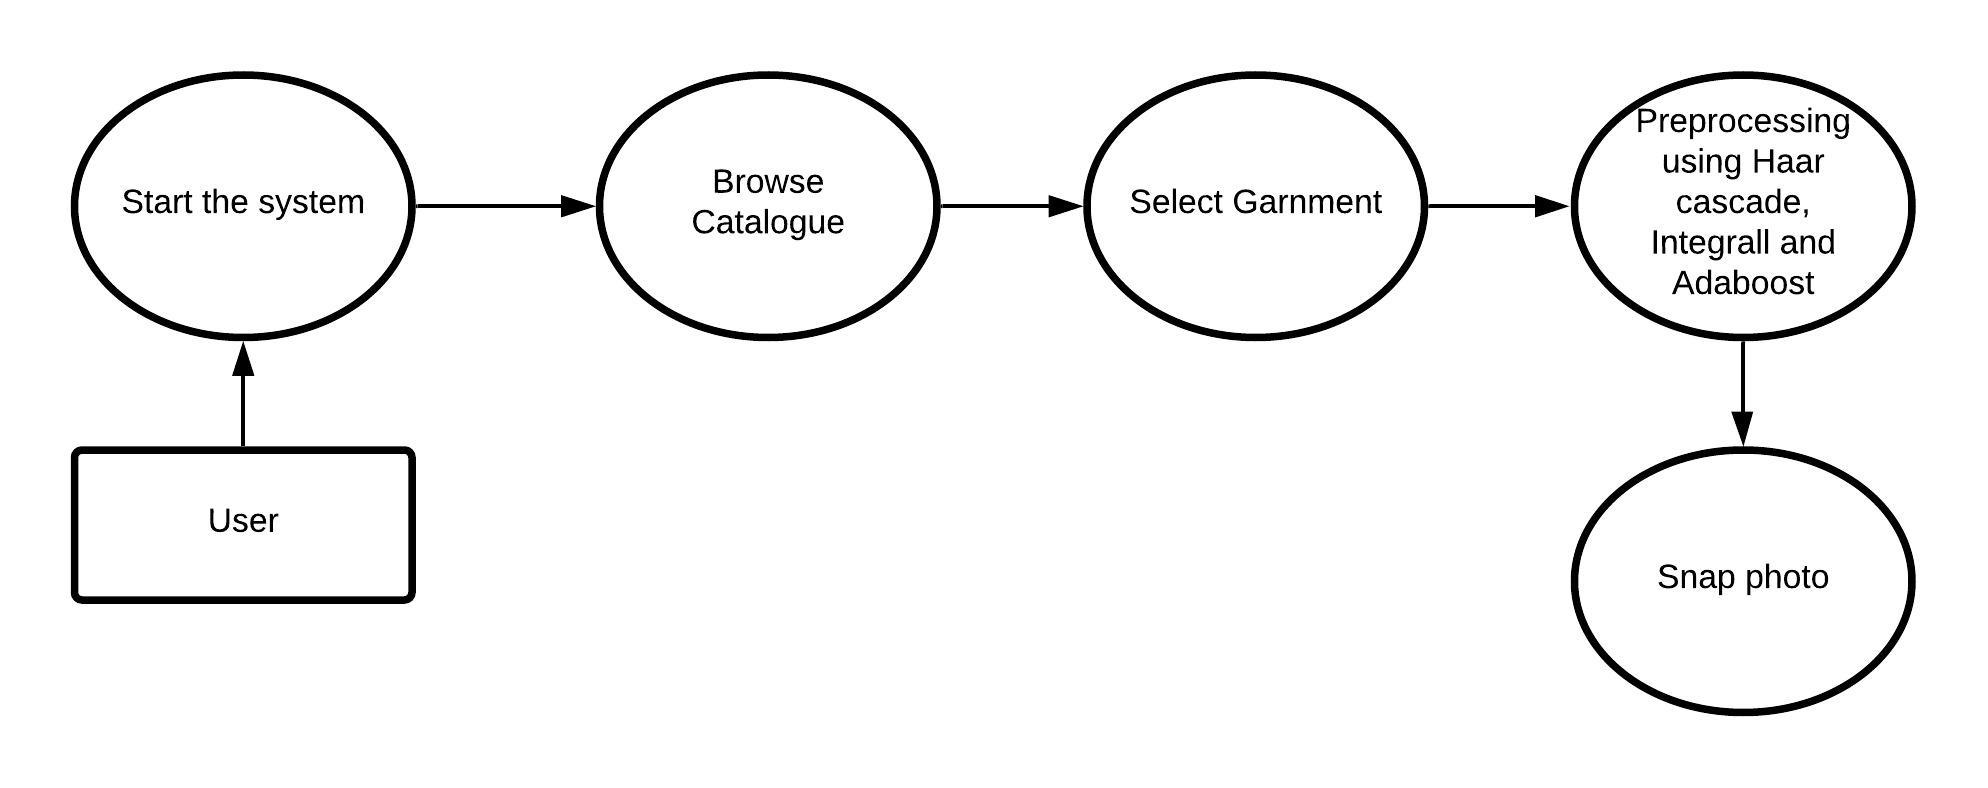 Start the system
Browse
Catalogue
Select Garnment
Preprocessing
using Haar
cascade,
Integrall and
Adaboost
User
Snap photo